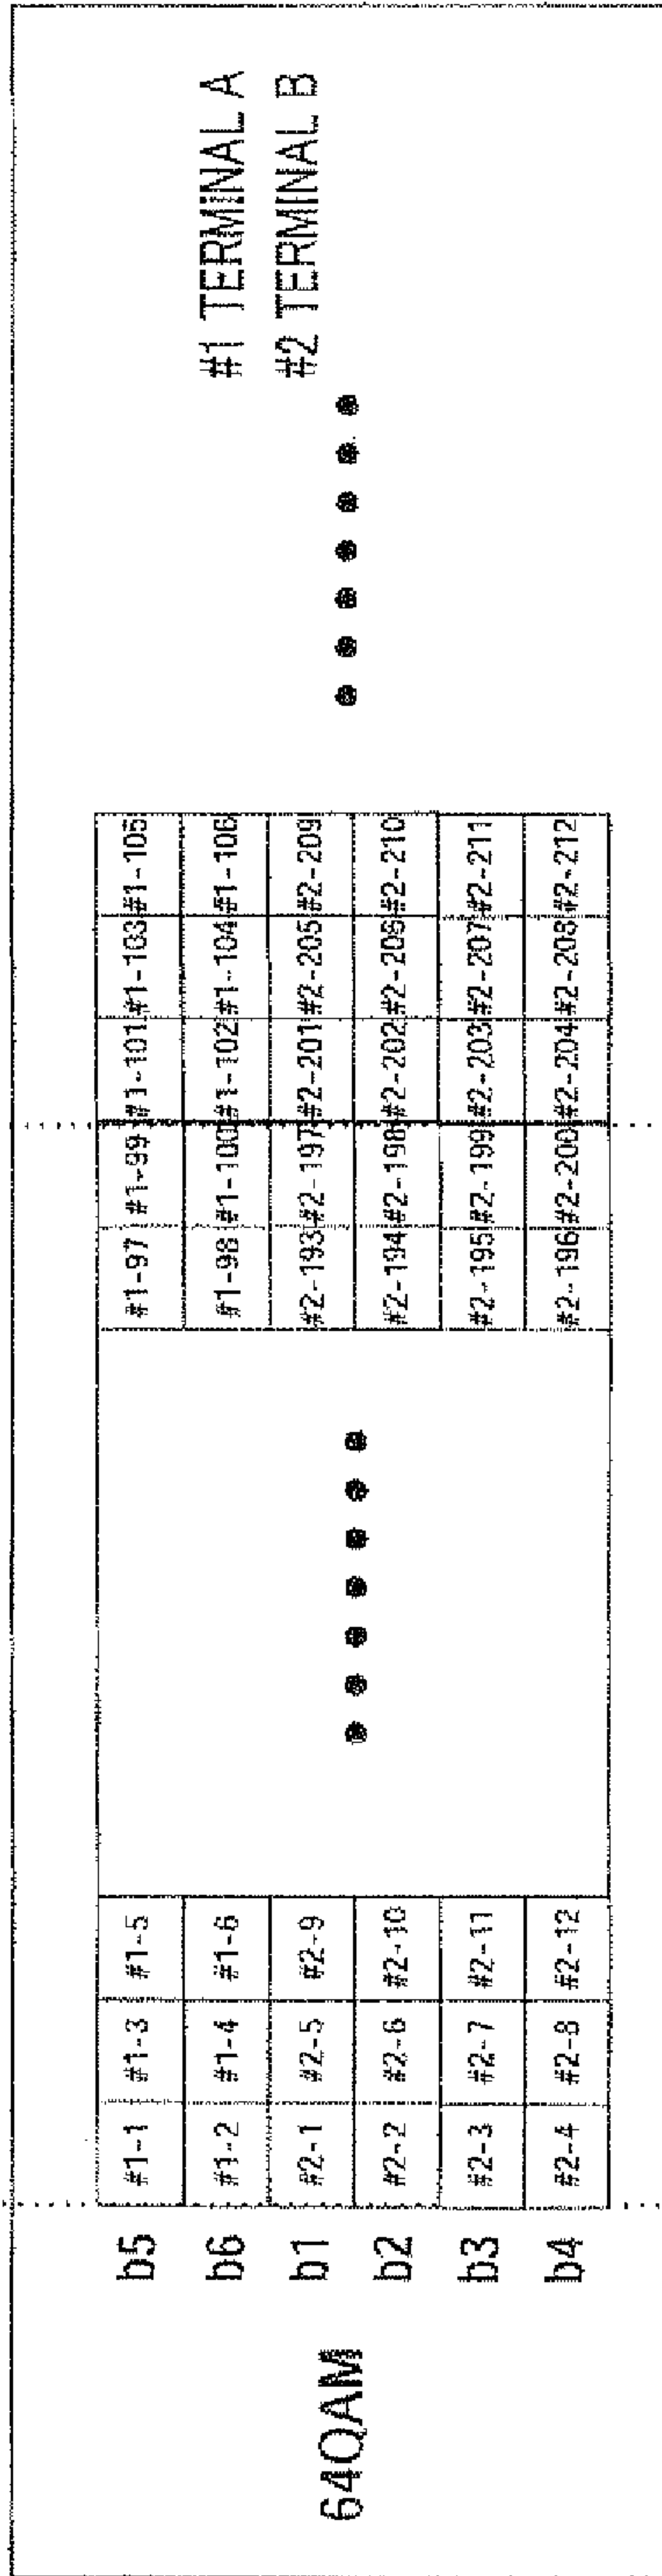 #1 TERMINAL A
#2 TERMINAL B
64QAM
b5 #1-1 #1-3 #1-5 #1-97 #1-99 #1-101 #1-103 #1-105
b6 #1-2 #1-4 #1-6 #1-98 #1-100 #1-102 #1-104 #1-106
b1 #2-1 #2-5 #2-9 #2-193 #2-197 #2-201 #2-205 #2-209
b2 #2-2 #2-6 #2-10 #2-194 #2-198 #2-202 #2-206 #2-210
b3 #2-3 #2-7 #2-11 #2-195 #2-199 #2-203 #2-207 #2-211
b4 #2-4 #2-8 #2-12 #2-196 #2-200 #2-204 #2-208 #2-212